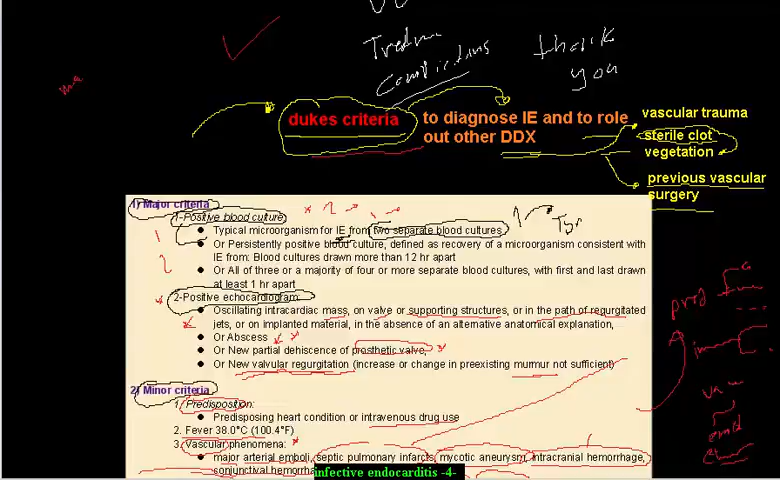 thank
you
Complications
dukes criteria
to diagnose IE and to role
out other DDX
vascular trauma
sterile clot
vegetation
previous vascular
surgery
1) Major criteria
1-Positive blood culture
Typical microorganism for IE from two separate blood cultures
Or Persistently positive blood culture, defined as recovery of a microorganism consistent with
IE from: Blood cultures drawn more than 12 hr apart
Or All of three or a majority of four or more separate blood cultures, with first and last drawn
at least 1 hr apart
2-Positive echocardiogram:
Oscillating intracardiac mass, on valve or supporting structures, or in the path of regurgitated
jets, or on implanted material, in the absence of an alternative anatomical explanation,
Or Abscess
Or New partial dehiscence of prosthetic valve,
Or New valvular regurgitation (increase or change in preexisting murmur not sufficient)
2) Minor criteria
1. Predisposition:
Predisposing heart condition or intravenous drug use
2. Fever 38.0°C (100.4°F)
3. Vascular phenomena:
major arterial emboli, septic pulmonary infarcts, mycotic aneurysm, intracranial hemorrhage,
conjunctival hemorrha
infective endocarditis -4-